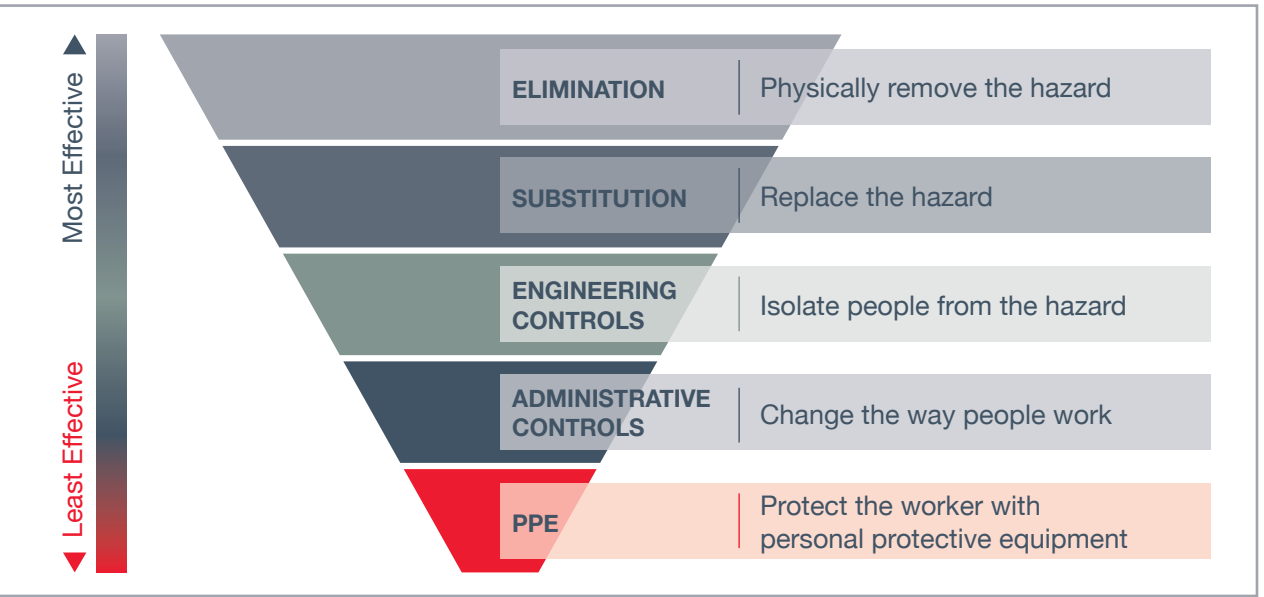 Most Effective
Least Effective
ELIMINATION
Physically remove the hazard
SUBSTITUTION
Replace the hazard
ENGINEERING
CONTROLS
Isolate people from the hazard
ADMINISTRATIVE
CONTROLS
Change the way people work
PPE
Protect the worker with
personal protective equipment